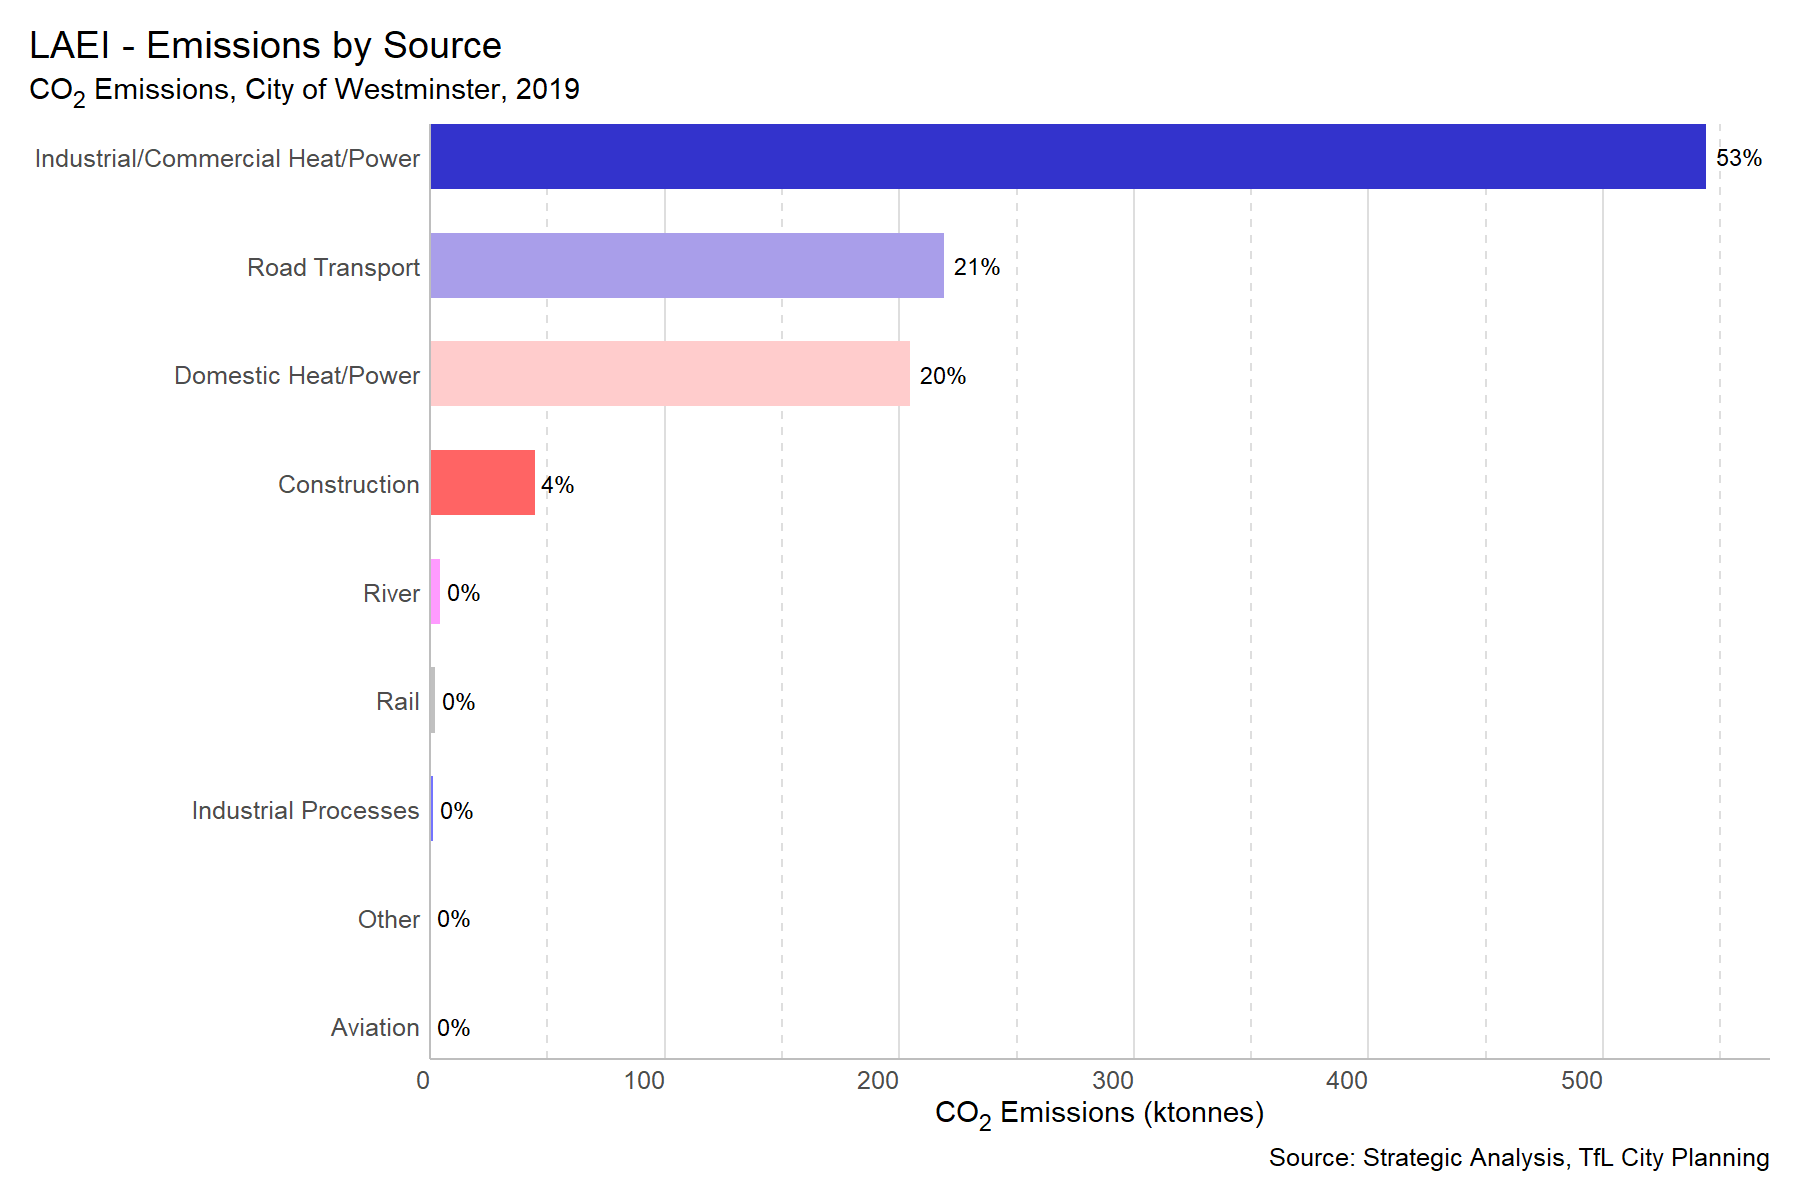 LAEI - Emissions by Source
CO₂ Emissions, City of Westminster, 2019
Industrial/Commercial Heat/Power 53%
Road Transport 21%
Domestic Heat/Power 20%
Construction 4%
River 0%
Rail 0%
Industrial Processes 0%
Other 0%
Aviation 0%
0 100 200 300 400 500
CO₂ Emissions (ktonnes)
Source: Strategic Analysis, TfL City Planning